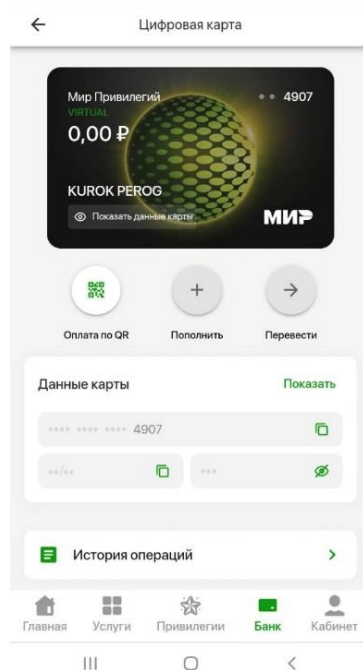 Цифровая карта
Мир Привилегий •• 4907
VIRTUAL
0,00 ₽
KUROK PEROG
Показать данные карты
МИР
Оплата по QR Пополнить Перевести
Данные карты Показать
•••• •••• •••• 4907
••/•• •••
История операций
Главная Услуги Привилегии Банк Кабинет